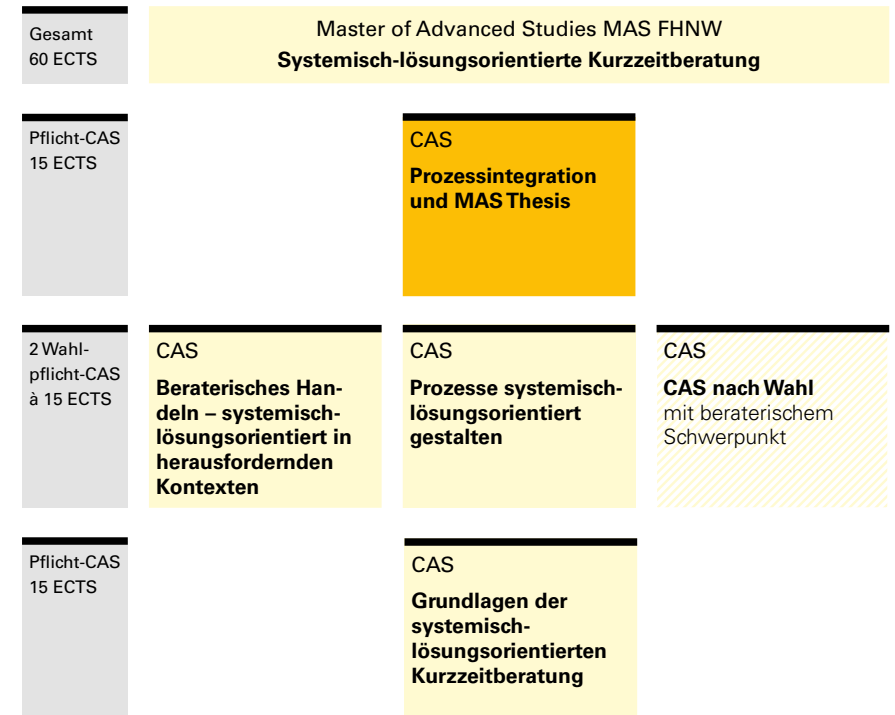 Gesamt
60 ECTS
Master of Advanced Studies MAS FHNW
Systemisch-lösungsorientierte Kurzzeitberatung
Pflicht-CAS
15 ECTS
CAS
Prozessintegration
und MAS Thesis
2 Wahl-
pflicht-CAS
à 15 ECTS
CAS
Beraterisches Han-
deln – systemisch-
lösungsorientiert in
herausfordernden
Kontexten
CAS
Prozesse systemisch-
lösungsorientiert
gestalten
CAS
CAS nach Wahl
mit beraterischem
Schwerpunkt
Pflicht-CAS
15 ECTS
CAS
Grundlagen der
systemisch-
lösungsorientierten
Kurzzeitberatung